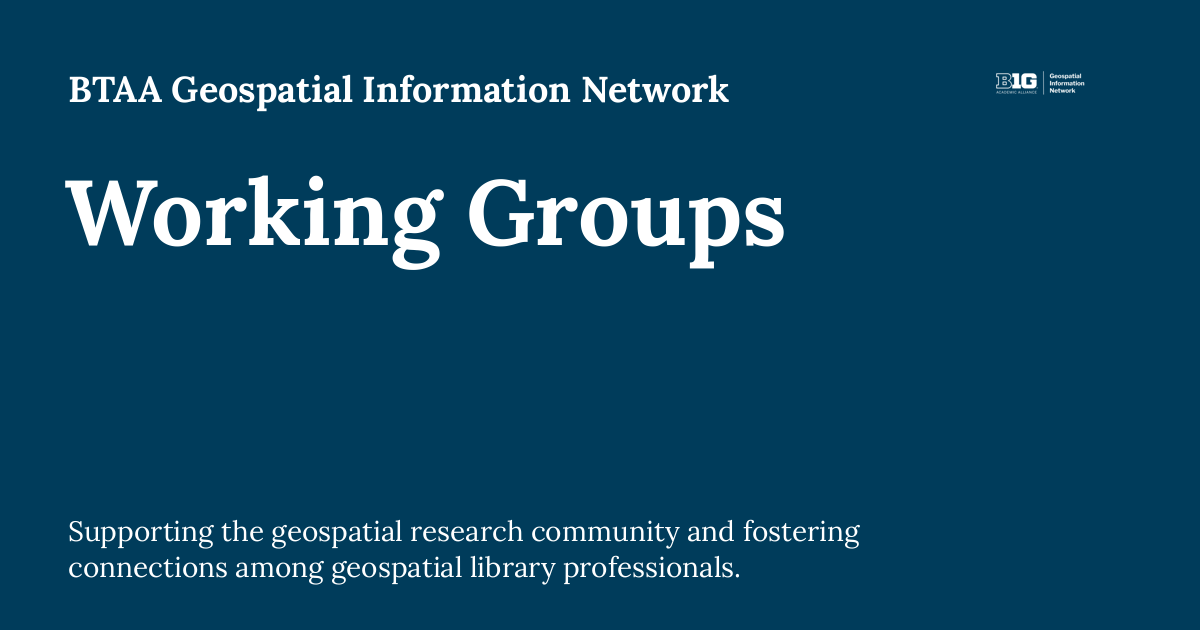 BTAA Geospatial Information Network
B1G
ACADEMIC ALLIANCE
Geospatial
Information
Network
Working Groups
Supporting the geospatial research community and fostering
connections among geospatial library professionals.